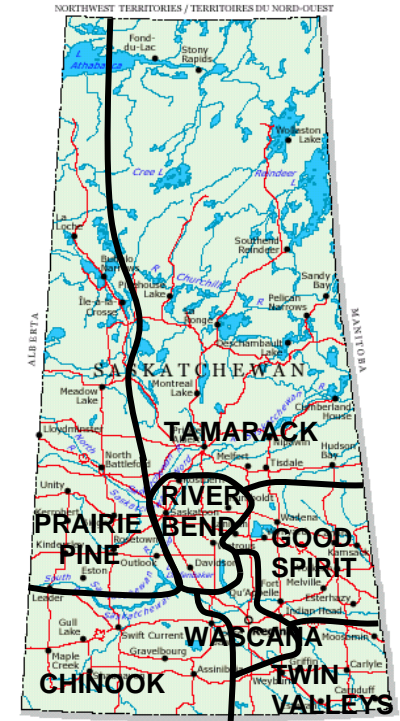 NORTHWEST TERRITORIES / TERRITOIRES DU NORD-OUEST
Fond-
du-Lac
Stony
Rapids
L
Athabasca
Wollaston
Lake
Cree L
Reindeer
L
La
Loche
Southend
Reindeer
Buffalo
Narrows
Sandy
Bay
R
Churchill
R
Pinehouse
Lake
Pelican
Narrows
Île-à-la
Crosse
La
Ronge
ALBERTA
MANITOBA
Deschambault
Lake
SASKATCHEWAN
Montreal
Lake
Meadow
Lake
Cumberland
House
TAMARACK
Lloydminster
Nipawin
Hudson
Bay
North
North
Battleford
Melfort
Tisdale
Unity
RIVER
BEND
Humboldt
Wadena
PRAIRIE
PINE
Kindersley
Rosetown
Outlook
Davidson
GOOD
SPIRIT
Kamsack
Eston
South
Leader
Fort
Qu'Appelle
Melville
Esterhazy
Indian Head
Saskatchewan
Gull
Lake
Swift Current
WASCANA
Moosomin
Maple
Creek
Gravelbourg
Assiniboia
Griffin
Carlyle
Weyburn
CHINOOK
TWIN
VALLEYS
Carnduff